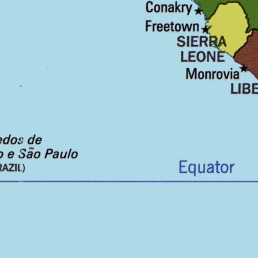 Conakry
Freetown
SIERRA
LEONE
Monrovia
LIBE
edos de
o e São Paulo
RAZIL)
Equator